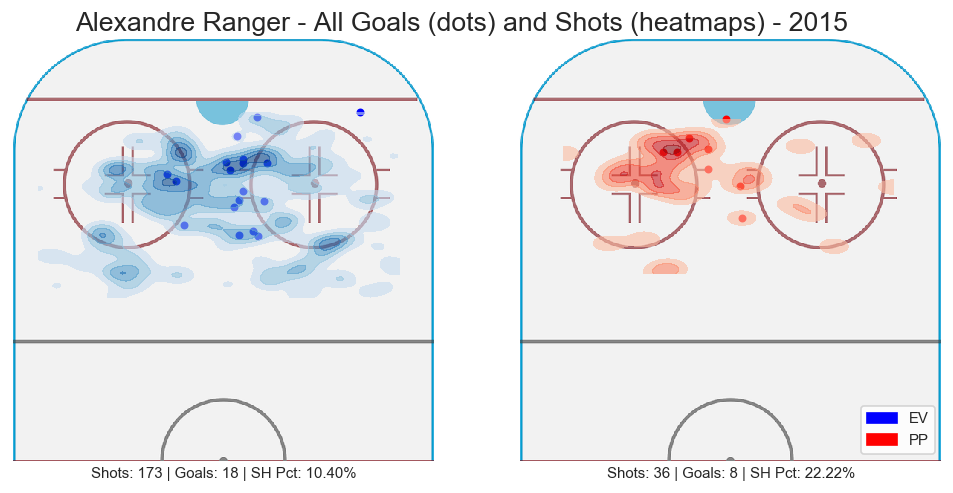 Alexandre Ranger - All Goals (dots) and Shots (heatmaps) - 2015
EV
PP
Shots: 173 | Goals: 18 | SH Pct: 10.40%
Shots: 36 | Goals: 8 | SH Pct: 22.22%